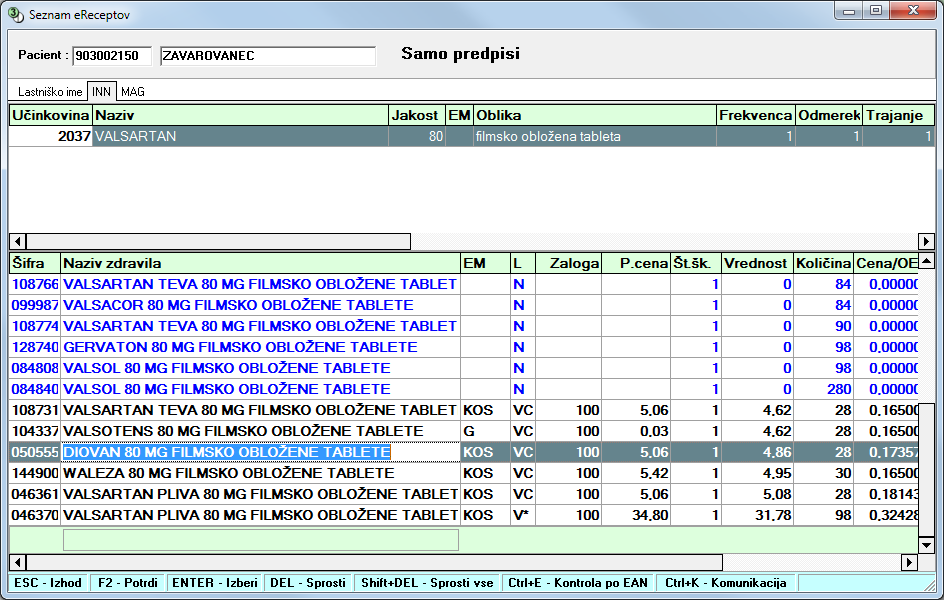 Seznam eReceptov
Pacient : 903002150 ZAVAROVANEC Samo predpisi
Lastniško ime INN MAG
Učinkovina Naziv Jakost EM Oblika Frekvenca Odmerek Trajanje
2037 VALSARTAN 80 filmsko obložena tableta 1 1 1
Šifra Naziv zdravila EM L Zaloga P.cena Št.šk. Vrednost Količina Cena/OE
108766 VALSARTAN TEVA 80 MG FILMSKO OBLOŽENE TABLET N 1 0 84 0.00000
099987 VALSACOR 80 MG FILMSKO OBLOŽENE TABLETE N 1 0 84 0.00000
108774 VALSARTAN TEVA 80 MG FILMSKO OBLOŽENE TABLET N 1 0 90 0.00000
128740 GERVATON 80 MG FILMSKO OBLOŽENE TABLETE N 1 0 98 0.00000
084808 VALSOL 80 MG FILMSKO OBLOŽENE TABLETE N 1 0 98 0.00000
084840 VALSOL 80 MG FILMSKO OBLOŽENE TABLETE N 1 0 280 0.00000
108731 VALSARTAN TEVA 80 MG FILMSKO OBLOŽENE TABLET KOS VC 100 5.06 1 4.62 28 0.16500
104337 VALSOTENS 80 MG FILMSKO OBLOŽENE TABLETE G VC 100 0.03 1 4.62 28 0.16500
050555 DIOVAN 80 MG FILMSKO OBLOŽENE TABLETE KOS VC 100 5.06 1 4.86 28 0.17357
144900 WALEZA 80 MG FILMSKO OBLOŽENE TABLETE KOS VC 100 5.42 1 4.95 30 0.16500
046361 VALSARTAN PLIVA 80 MG FILMSKO OBLOŽENE TABLET KOS VC 100 5.06 1 5.08 28 0.18143
046370 VALSARTAN PLIVA 80 MG FILMSKO OBLOŽENE TABLET KOS V* 100 34.80 1 31.78 98 0.32428
ESC - Izhod F2 - Potrdi ENTER - Izberi DEL - Sprosti Shift+DEL - Sprosti vse Ctrl+E - Kontrola po EAN Ctrl+K - Komunikacija